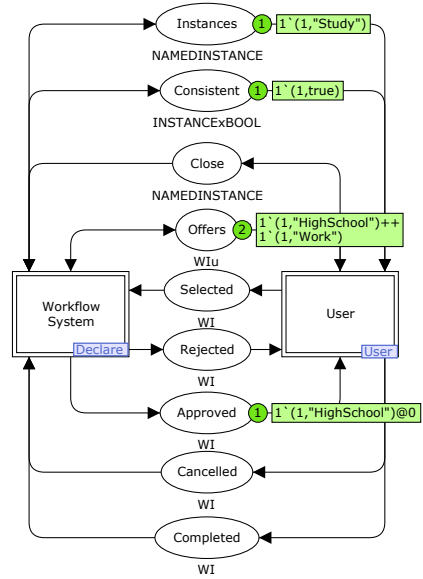 Instances
1
1`(1,"Study")
NAMEDINSTANCE
Consistent
1
1`(1,true)
INSTANCExBOOL
Close
NAMEDINSTANCE
Offers
2
1`(1,"HighSchool")++
1`(1,"Work")
WIu
Workflow
System
Declare
User
User
Selected
WI
Rejected
WI
Approved
1
1`(1,"HighSchool")@0
WI
Cancelled
WI
Completed
WI